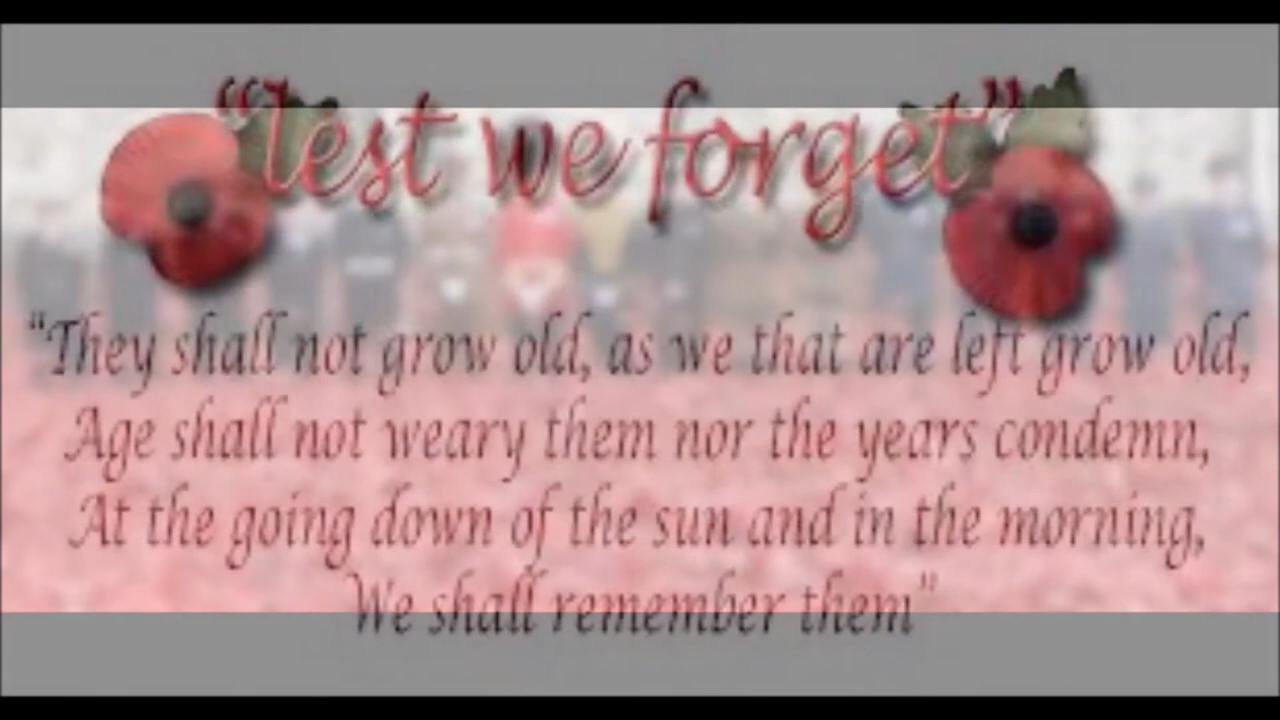 “lest we forget”
“They shall not grow old, as we that are left grow old,
Age shall not weary them nor the years condemn,
At the going down of the sun and in the morning,
We shall remember them”